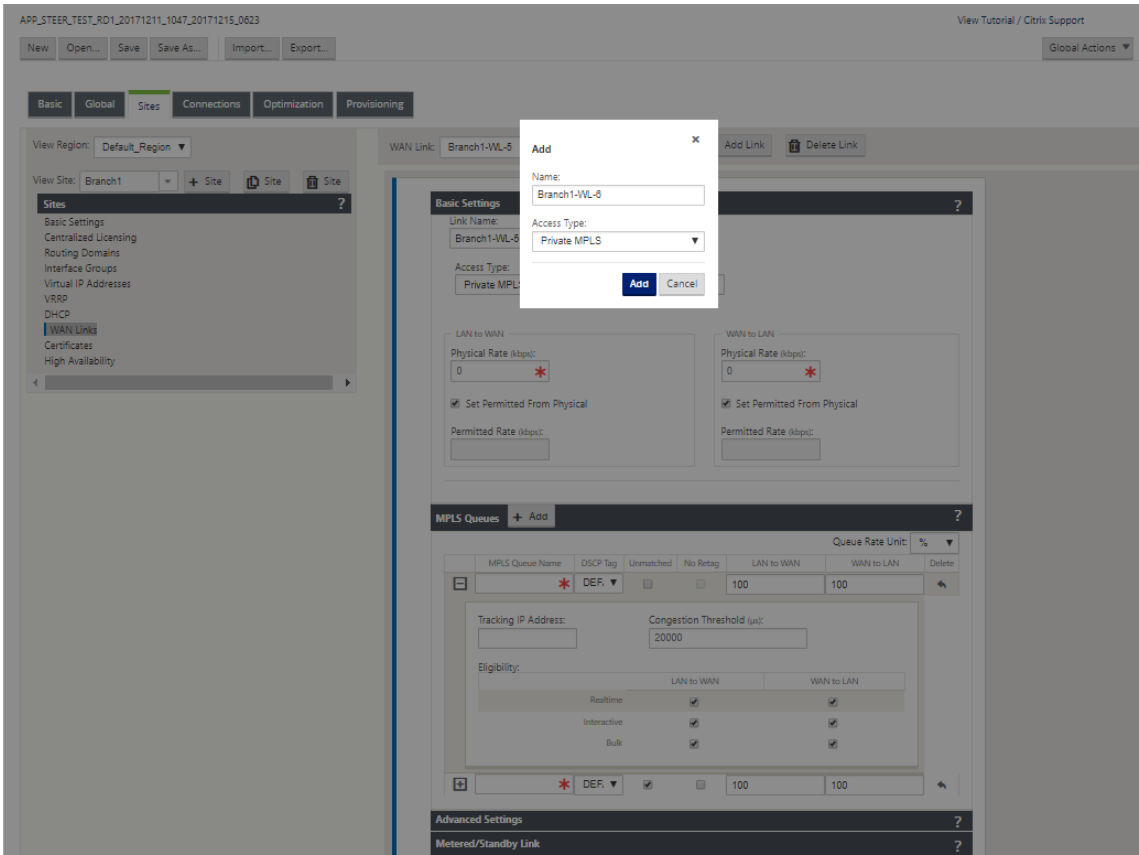 APP_STEER_TEST_RD1_20171211_1047_20171215_0623
View Tutorial / Citrix Support
New Open... Save Save As... Import... Export... Global Actions
Basic Global Sites Connections Optimization Provisioning
View Region: Default_Region
WAN Link: Branch1-WL-5 Add Link Delete Link
Add ×
Name:
Branch1-WL-6
Access Type:
Private MPLS
Add Cancel
View Site: Branch1 + Site Site Site
Sites ?
Basic Settings
Centralized Licensing
Routing Domains
Interface Groups
Virtual IP Addresses
VRRP
DHCP
WAN Links
Certificates
High Availability
Basic Settings ?
Link Name:
Branch1-WL-5
Access Type:
Private MPL
LAN to WAN
Physical Rate (kbps):
0 *
Set Permitted From Physical
Permitted Rate (kbps):
WAN to LAN
Physical Rate (kbps):
0 *
Set Permitted From Physical
Permitted Rate (kbps):
MPLS Queues + Add ?
Queue Rate Unit: %
MPLS Queue Name DSCP Tag Unmatched No Retag LAN to WAN WAN to LAN Delete
* DEF. 100 100
Tracking IP Address:
Congestion Threshold (µs):
20000
Eligibility:
LAN to WAN WAN to LAN
Realtime
Interactive
Bulk
* DEF. 100 100
Advanced Settings ?
Metered/Standby Link ?